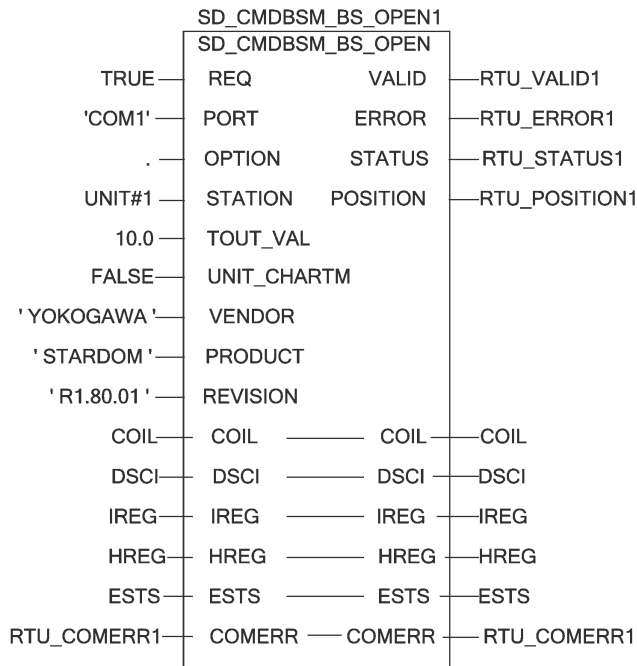 SD_CMDBSM_BS_OPEN1
SD_CMDBSM_BS_OPEN
TRUE REQ VALID RTU_VALID1
'COM1' PORT ERROR RTU_ERROR1
. OPTION STATUS RTU_STATUS1
UNIT#1 STATION POSITION RTU_POSITION1
10.0 TOUT_VAL
FALSE UNIT_CHARTM
' YOKOGAWA ' VENDOR
' STARDOM ' PRODUCT
' R1.80.01 ' REVISION
COIL COIL COIL COIL
DSCI DSCI DSCI DSCI
IREG IREG IREG IREG
HREG HREG HREG HREG
ESTS ESTS ESTS ESTS
RTU_COMERR1 COMERR COMERR RTU_COMERR1